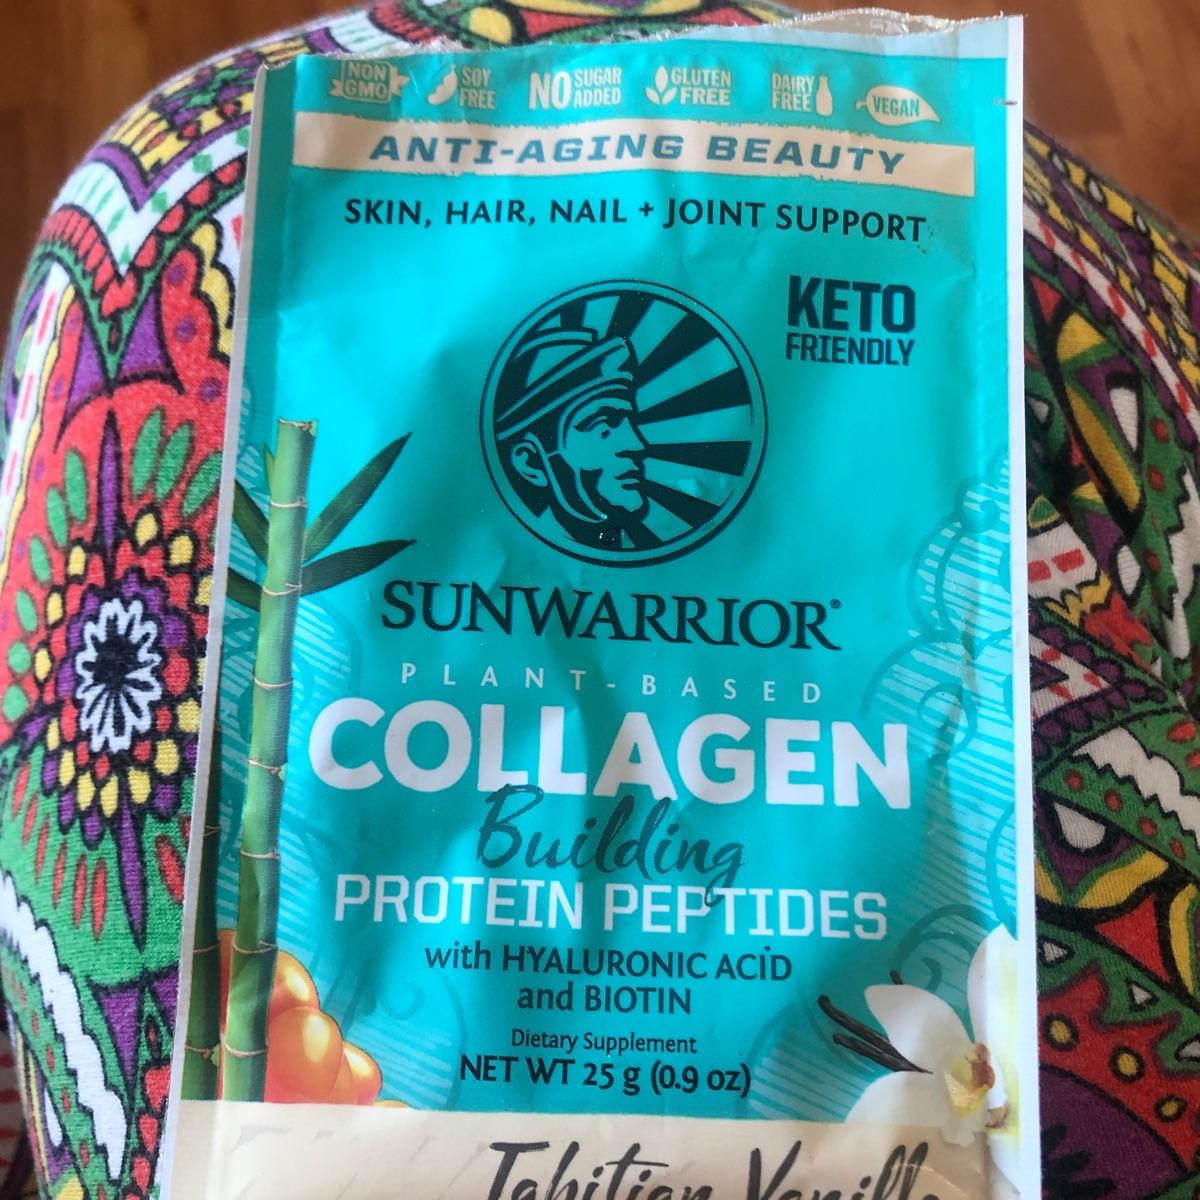 NON GMO
SOY FREE
NO SUGAR ADDED
GLUTEN FREE
DAIRY FREE
VEGAN
ANTI-AGING BEAUTY
SKIN, HAIR, NAIL + JOINT SUPPORT
KETO
FRIENDLY
SUNWARRIOR®
PLANT-BASED
COLLAGEN
Building
PROTEIN PEPTIDES
with HYALURONIC ACID
and BIOTIN
Dietary Supplement
NET WT 25 g (0.9 oz)
Tahitian Vanilla